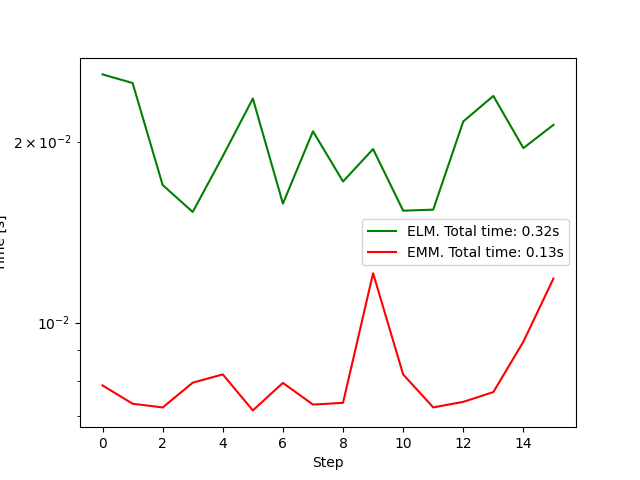 2 × 10⁻²
10⁻²
Time [s]
ELM. Total time: 0.32s
EMM. Total time: 0.13s
0 2 4 6 8 10 12 14
Step